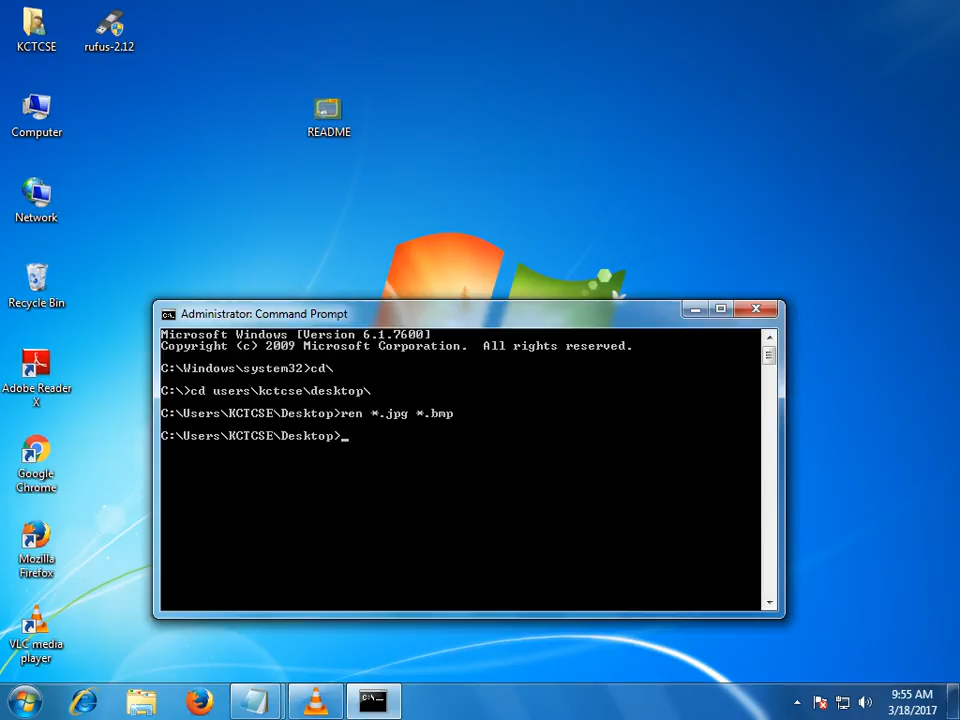 KCTCSE
rufus-2.12
Computer
README
Network
Recycle Bin
Adobe Reader
X
Google
Chrome
Mozilla
Firefox
VLC media
player
Administrator: Command Prompt
Microsoft Windows [Version 6.1.7600]
Copyright (c) 2009 Microsoft Corporation.  All rights reserved.
C:\Windows\system32>cd\
C:\>cd users\kctcse\desktop\
C:\Users\KCTCSE\Desktop>ren *.jpg *.bmp
C:\Users\KCTCSE\Desktop>_
9:55 AM
3/18/2017